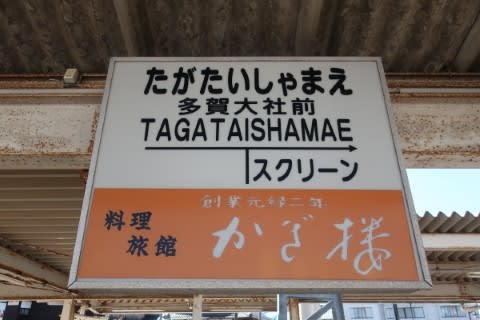 たがたいしゃまえ
多賀大社前
TAGATAISHAMAE
スクリーン
創業元禄二年
料理
旅館
かぎ楼